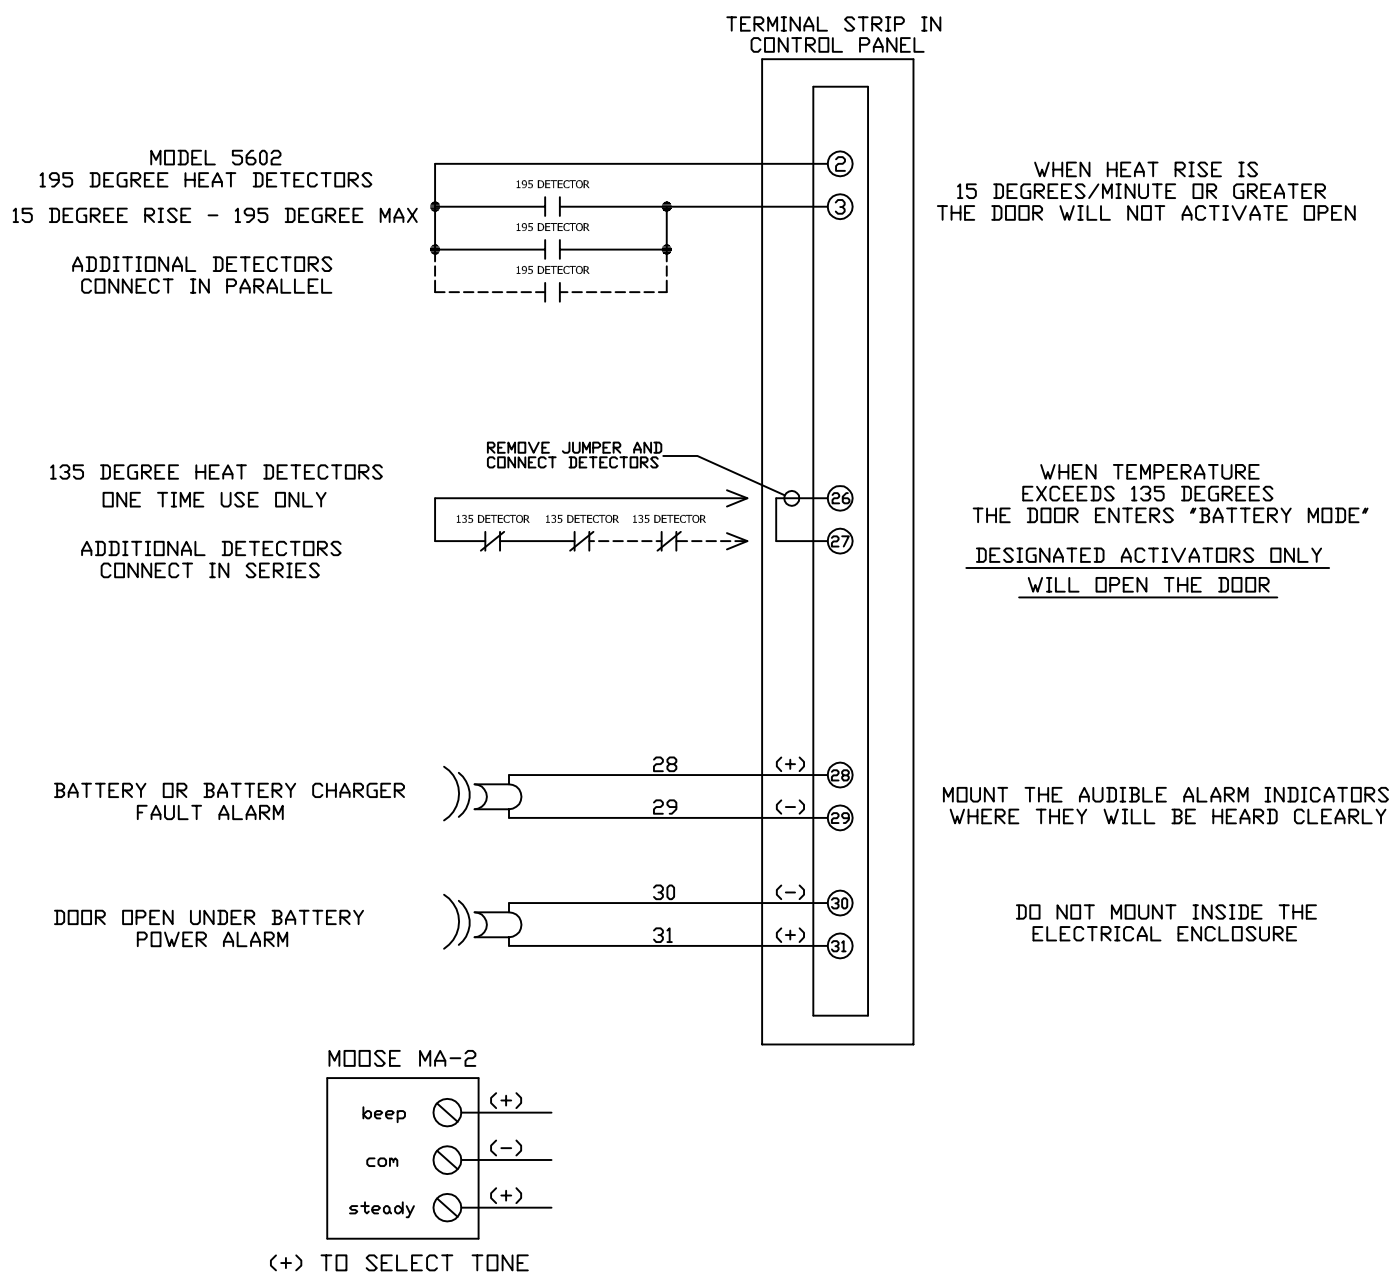 TERMINAL STRIP IN
CONTROL PANEL
MODEL 5602
195 DEGREE HEAT DETECTORS
15 DEGREE RISE - 195 DEGREE MAX
ADDITIONAL DETECTORS
CONNECT IN PARALLEL
195 DETECTOR
195 DETECTOR
195 DETECTOR
2
3
WHEN HEAT RISE IS
15 DEGREES/MINUTE OR GREATER
THE DOOR WILL NOT ACTIVATE OPEN
135 DEGREE HEAT DETECTORS
ONE TIME USE ONLY
ADDITIONAL DETECTORS
CONNECT IN SERIES
REMOVE JUMPER AND
CONNECT DETECTORS
135 DETECTOR 135 DETECTOR 135 DETECTOR
26
27
WHEN TEMPERATURE
EXCEEDS 135 DEGREES
THE DOOR ENTERS "BATTERY MODE"
DESIGNATED ACTIVATORS ONLY
WILL OPEN THE DOOR
BATTERY OR BATTERY CHARGER
FAULT ALARM
28 (+) 28
29 (-) 29
MOUNT THE AUDIBLE ALARM INDICATORS
WHERE THEY WILL BE HEARD CLEARLY
DOOR OPEN UNDER BATTERY
POWER ALARM
30 (-) 30
31 (+) 31
DO NOT MOUNT INSIDE THE
ELECTRICAL ENCLOSURE
MOOSE MA-2
beep (+)
com (-)
steady (+)
(+) TO SELECT TONE